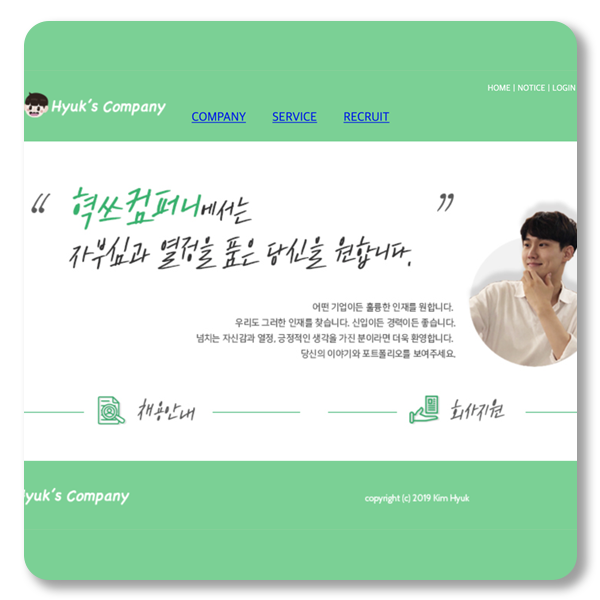 Hyuk's Company
HOME | NOTICE | LOGIN
COMPANY SERVICE RECRUIT
“ 혁쓰컴퍼니에서는 ”
자부심과 열정을 품은 당신을 원합니다.
어떤 기업이든 훌륭한 인재를 원합니다.
우리도 그러한 인재를 찾습니다. 신입이든 경력이든 좋습니다.
넘치는 자신감과 열정, 긍정적인 생각을 가진 분이라면 더욱 환영합니다.
당신의 이야기와 포트폴리오를 보여주세요.
채용안내 회사지원
yuk's Company
copyright (c) 2019 Kim Hyuk